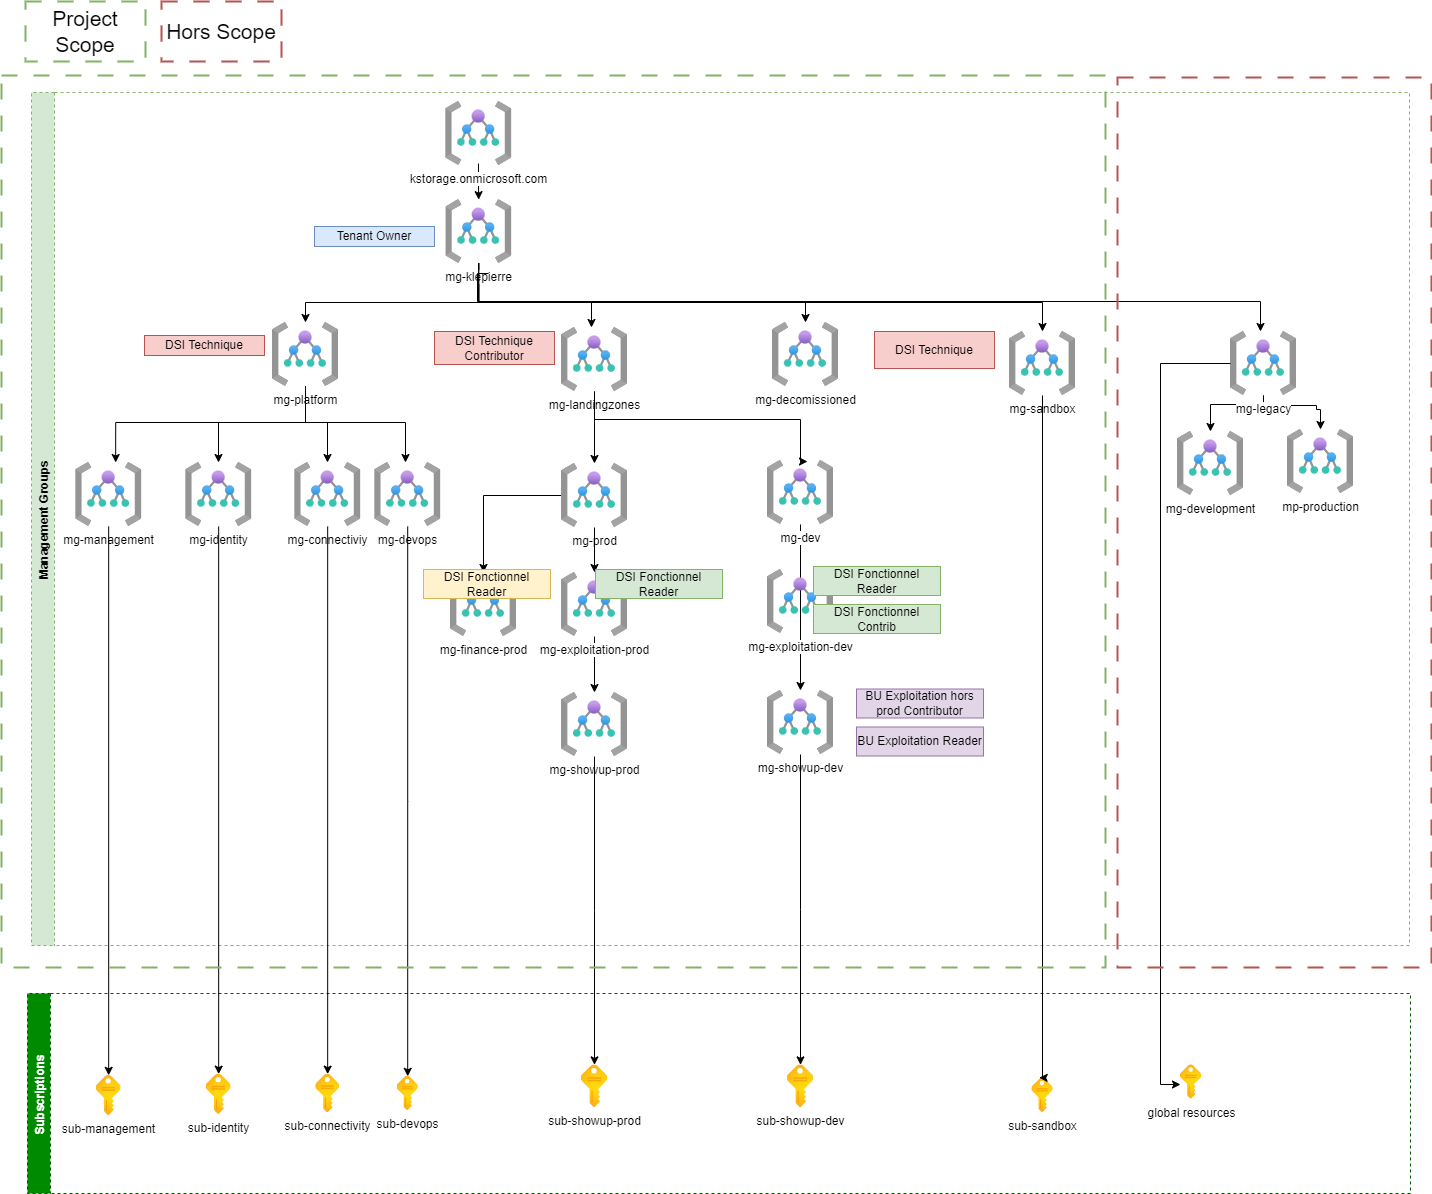 Project
Scope
Hors Scope
Management Groups
kstorage.onmicrosoft.com
Tenant Owner
mg-klepierre
DSI Technique
mg-platform
DSI Technique
Contributor
mg-landingzones
mg-decomissioned
DSI Technique
mg-sandbox
mg-legacy
mg-management
mg-identity
mg-connectiviy
mg-devops
mg-prod
mg-dev
mg-development
mp-production
DSI Fonctionnel
Reader
mg-finance-prod
DSI Fonctionnel
Reader
mg-exploitation-prod
DSI Fonctionnel
Reader
DSI Fonctionnel
Contrib
mg-exploitation-dev
mg-showup-prod
BU Exploitation hors
prod Contributor
BU Exploitation Reader
mg-showup-dev
Subscriptions
sub-management
sub-identity
sub-connectivity
sub-devops
sub-showup-prod
sub-showup-dev
sub-sandbox
global resources